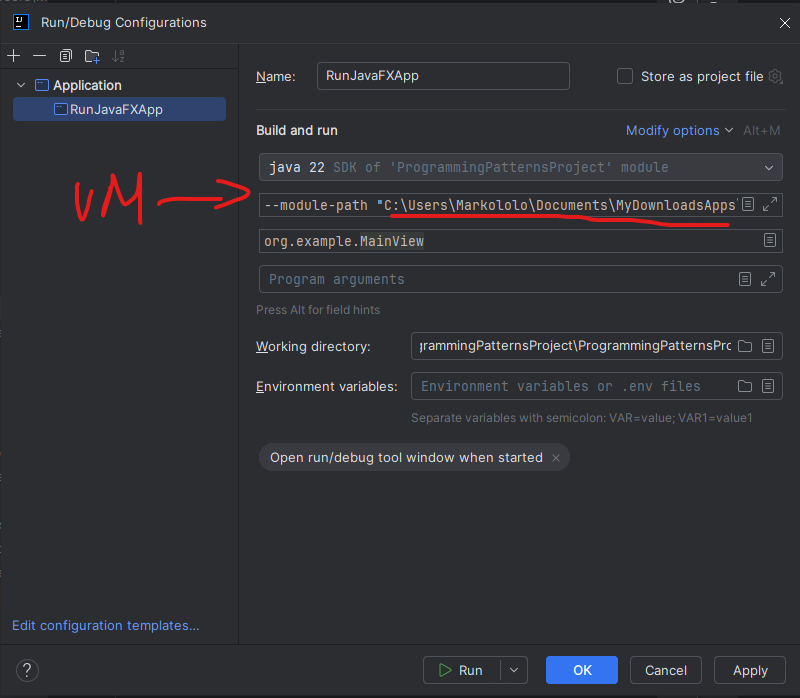 Run/Debug Configurations
Application
RunJavaFXApp
Name:
RunJavaFXApp
Store as project file
Build and run
Modify options
Alt+M
java 22 SDK of 'ProgrammingPatternsProject' module
VM
--module-path "C:\Users\Markololo\Documents\MyDownloadsApps
org.example.MainView
Program arguments
Press Alt for field hints
Working directory:
grammingPatternsProject\ProgrammingPatternsPro
Environment variables:
Environment variables or .env files
Separate variables with semicolon: VAR=value; VAR1=value1
Open run/debug tool window when started
Edit configuration templates...
?
Run
OK
Cancel
Apply